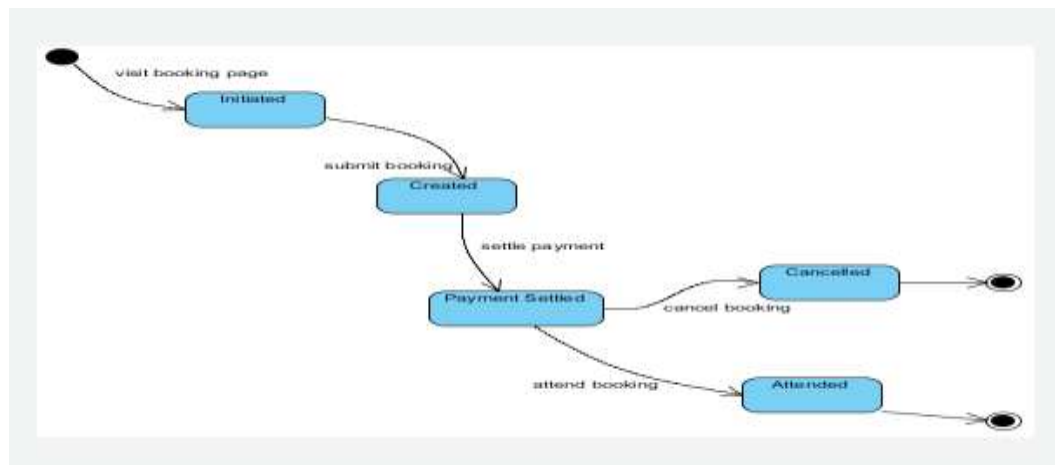 visit booking page
Initiated
submit booking
Created
settle payment
Payment Settled
Cancelled
cancel booking
attend booking
Attended